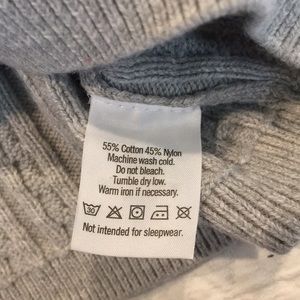 55% Cotton 45% Nylon
Machine wash cold.
Do not bleach.
Tumble dry low.
Warm iron if necessary.
30
Not intended for sleepwear.